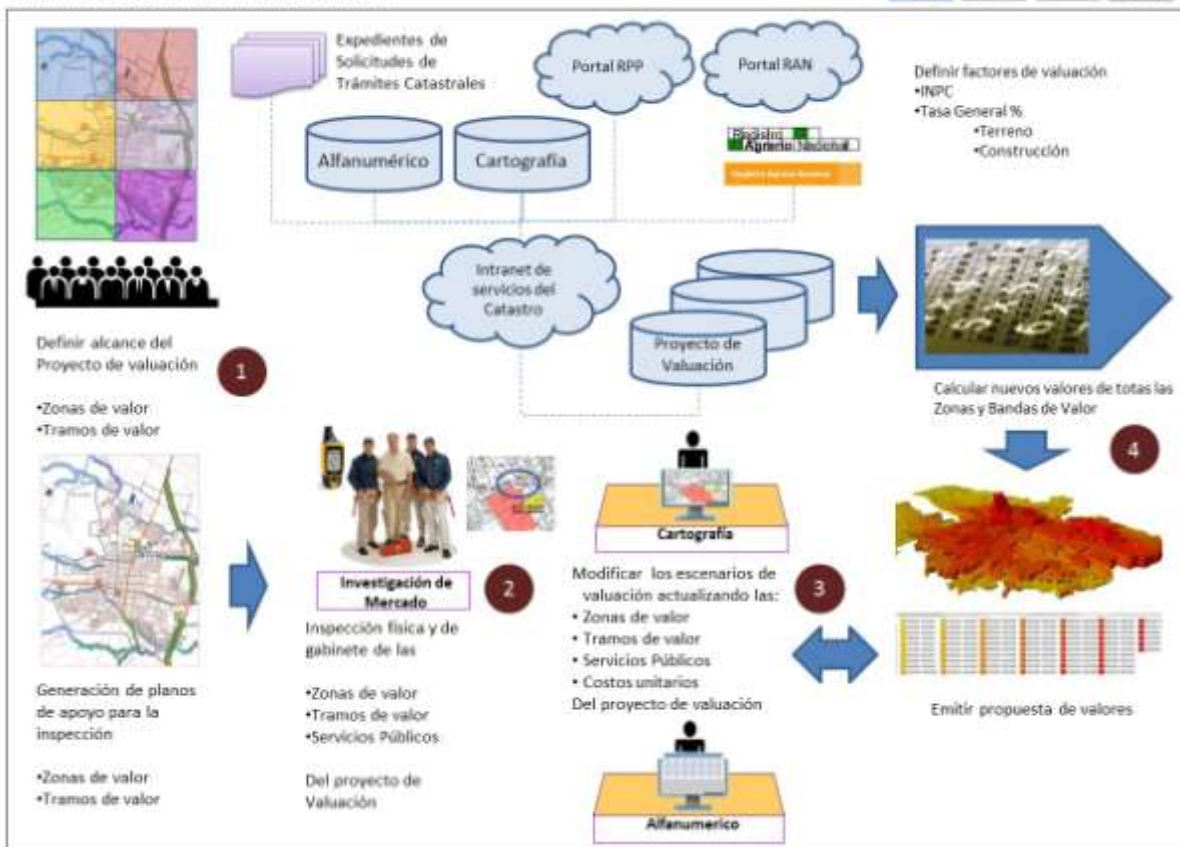 Expedientes de
Solicitudes de
Trámites Catastrales
Portal RPP
Portal RAN
Definir factores de valuación
•INPC
•Tasa General %
•Terreno
•Construcción
Alfanumérico
Cartografía
Registro
Agrario Nacional
Intranet de
servicios del
Catastro
Proyecto de
Valuación
Definir alcance del
Proyecto de valuación
1
•Zonas de valor
•Tramos de valor
Calcular nuevos valores de totas las
Zonas y Bandas de Valor
4
Cartografía
Investigación de
Mercado
2
Modificar los escenarios de
valuación actualizando las:
3
• Zonas de valor
• Tramos de valor
• Servicios Públicos
• Costos unitarios
Del proyecto de valuación
Inspección física y de
gabinete de las
•Zonas de valor
•Tramos de valor
•Servicios Públicos
Del proyecto de
Valuación
Generación de planos
de apoyo para la
inspección
•Zonas de valor
•Tramos de valor
Emitir propuesta de valores
Alfanumerico